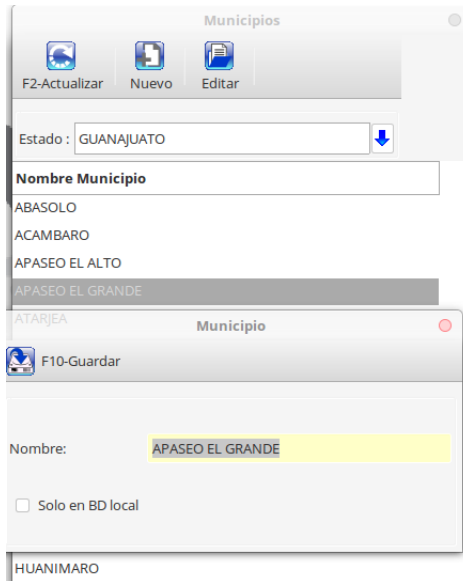 Municipios
F2-Actualizar Nuevo Editar
Estado : GUANAJUATO
Nombre Municipio
ABASOLO
ACAMBARO
APASEO EL ALTO
APASEO EL GRANDE
ATARJEA
Municipio
F10-Guardar
Nombre: APASEO EL GRANDE
Solo en BD local
HUANIMARO